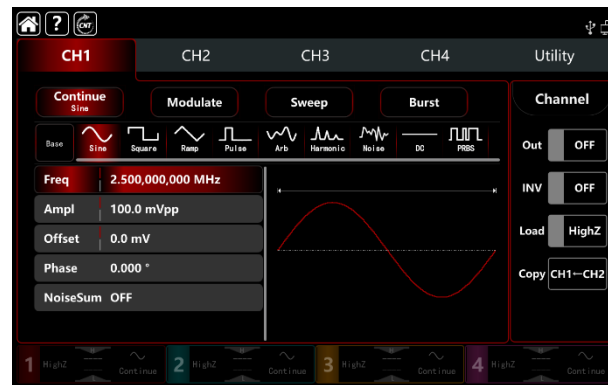 ? CNT
CH1 CH2 CH3 CH4 Utility
Continue Modulate Sweep Burst Channel
Sine
Base Sine Square Ramp Pulse Arb Harmonic Noise DC PRBS
Out OFF
Freq 2.500,000,000 MHz
INV OFF
Ampl 100.0 mVpp
Offset 0.0 mV
Load HighZ
Phase 0.000 °
Copy CH1←CH2
NoiseSum OFF
1 HighZ Continue 2 HighZ Continue 3 HighZ Continue 4 HighZ Continue